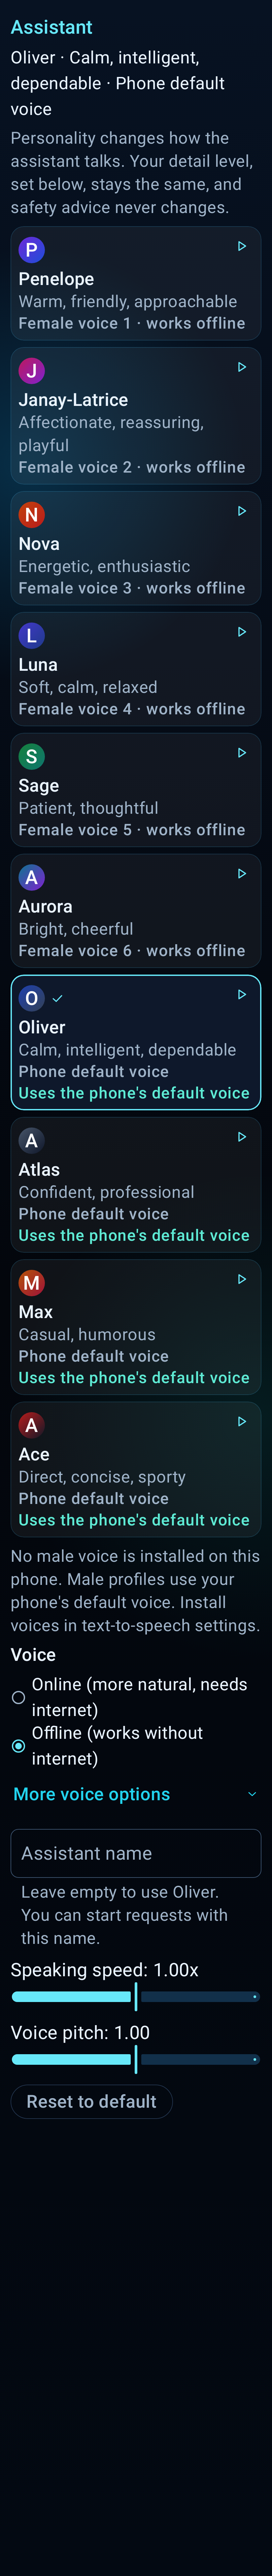 Assistant
Oliver · Calm, intelligent,
dependable · Phone default
voice
Personality changes how the
assistant talks. Your detail level,
set below, stays the same, and
safety advice never changes.
P
Penelope
Warm, friendly, approachable
Female voice 1 · works offline
J
Janay-Latrice
Affectionate, reassuring,
playful
Female voice 2 · works offline
N
Nova
Energetic, enthusiastic
Female voice 3 · works offline
L
Luna
Soft, calm, relaxed
Female voice 4 · works offline
S
Sage
Patient, thoughtful
Female voice 5 · works offline
A
Aurora
Bright, cheerful
Female voice 6 · works offline
O
Oliver
Calm, intelligent, dependable
Phone default voice
Uses the phone's default voice
A
Atlas
Confident, professional
Phone default voice
Uses the phone's default voice
M
Max
Casual, humorous
Phone default voice
Uses the phone's default voice
A
Ace
Direct, concise, sporty
Phone default voice
Uses the phone's default voice
No male voice is installed on this
phone. Male profiles use your
phone's default voice. Install
voices in text-to-speech settings.
Voice
Online (more natural, needs
internet)
Offline (works without
internet)
More voice options
Assistant name
Leave empty to use Oliver.
You can start requests with
this name.
Speaking speed: 1.00x
Voice pitch: 1.00
Reset to default